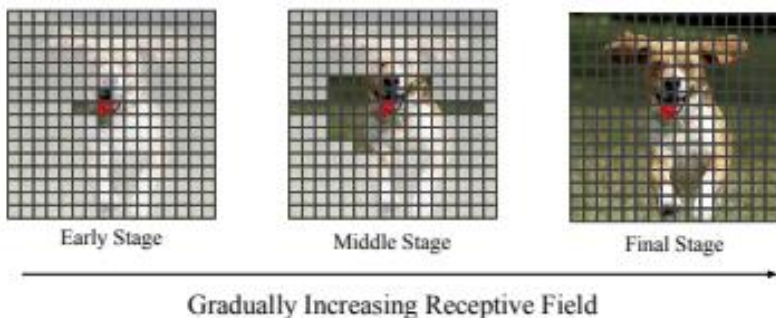 Early Stage
Middle Stage
Final Stage
Gradually Increasing Receptive Field